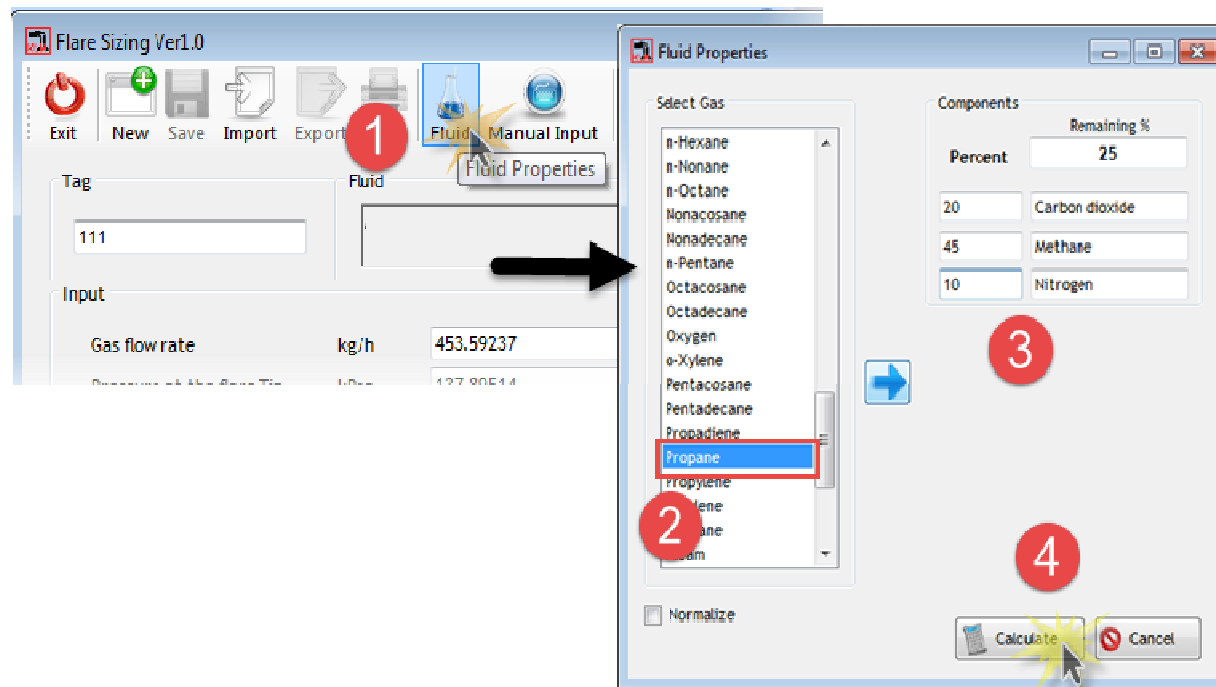 Flare Sizing Ver1.0
Exit New Save Import Export Fluid Manual Input
1
Fluid Properties
Tag
Fluid
111
Input
Gas flow rate kg/h 453.59237
Fluid Properties
Select Gas
n-Hexane
n-Nonane
n-Octane
Nonacosane
Nonadecane
n-Pentane
Octacosane
Octadecane
Oxygen
o-Xylene
Pentacosane
Pentadecane
Propadiene
Propane
Propylene
2
Normalize
Components
Remaining %
Percent 25
20 Carbon dioxide
45 Methane
10 Nitrogen
3
4
Calculate Cancel